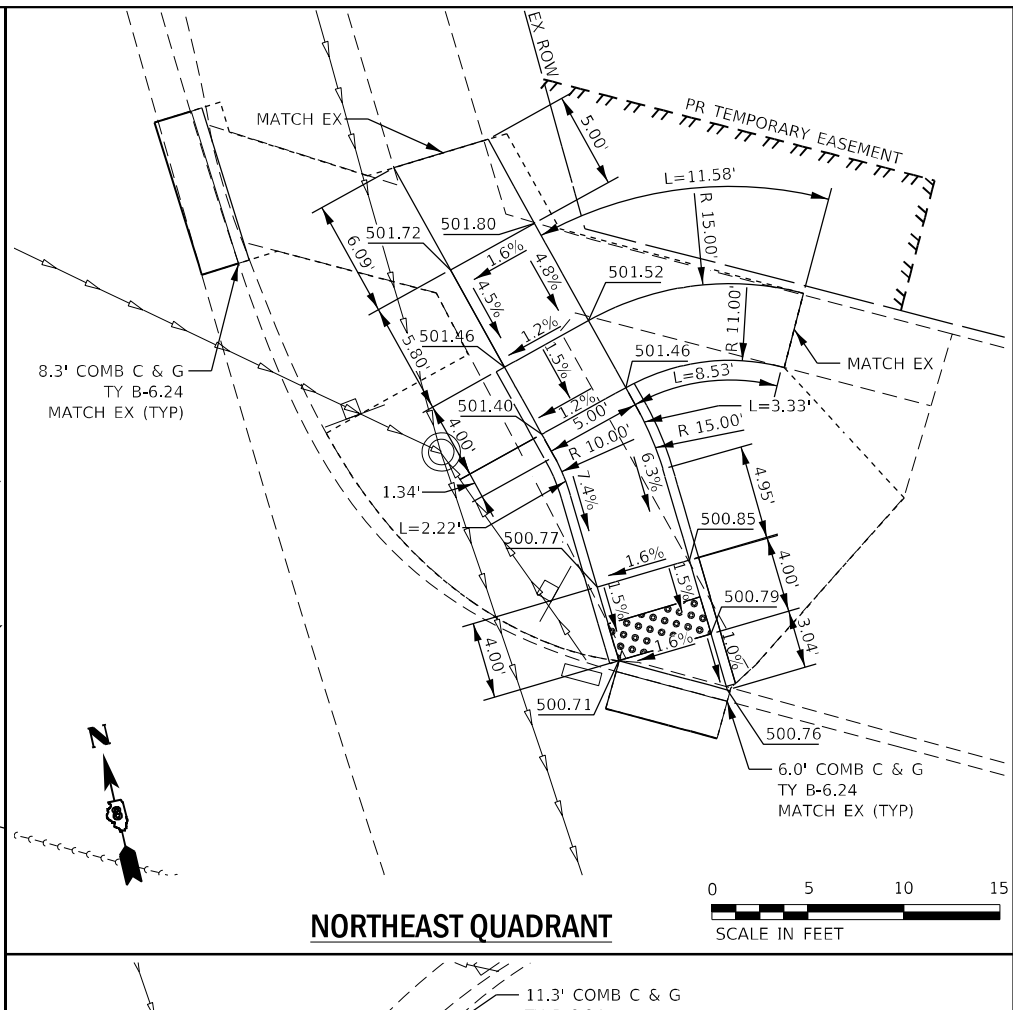 EX ROW
PR TEMPORARY EASEMENT
MATCH EX
5.00'
L=11.58'
R 15.00'
501.80
501.72
6.09'
1.6%
4.8%
4.5%
501.52
R 11.00'
5.80'
501.46
1.2%
1.5%
501.46
MATCH EX
8.3' COMB C & G
TY B-6.24
MATCH EX (TYP)
L=8.53'
1.2%
501.40
5.00'
L=3.33'
4.00'
R 10.00'
R 15.00'
6.3%
7.4%
4.95'
1.34'
L=2.22'
500.85
500.77
1.6%
4.00'
1.5%
1.5%
500.79
3.04'
4.00'
1.6%
1.0%
500.71
500.76
6.0' COMB C & G
TY B-6.24
MATCH EX (TYP)
N
8
0 5 10 15
SCALE IN FEET
NORTHEAST QUADRANT
11.3' COMB C & G